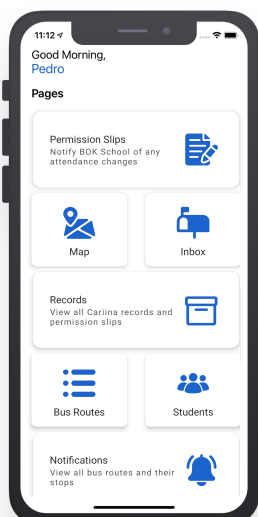 11:12
Good Morning,
Pedro
Pages
Permission Slips
Notify BOK School of any
attendance changes
Map
Inbox
Records
View all Cariina records and
permission slips
Bus Routes
Students
Notifications
View all bus routes and their
stops